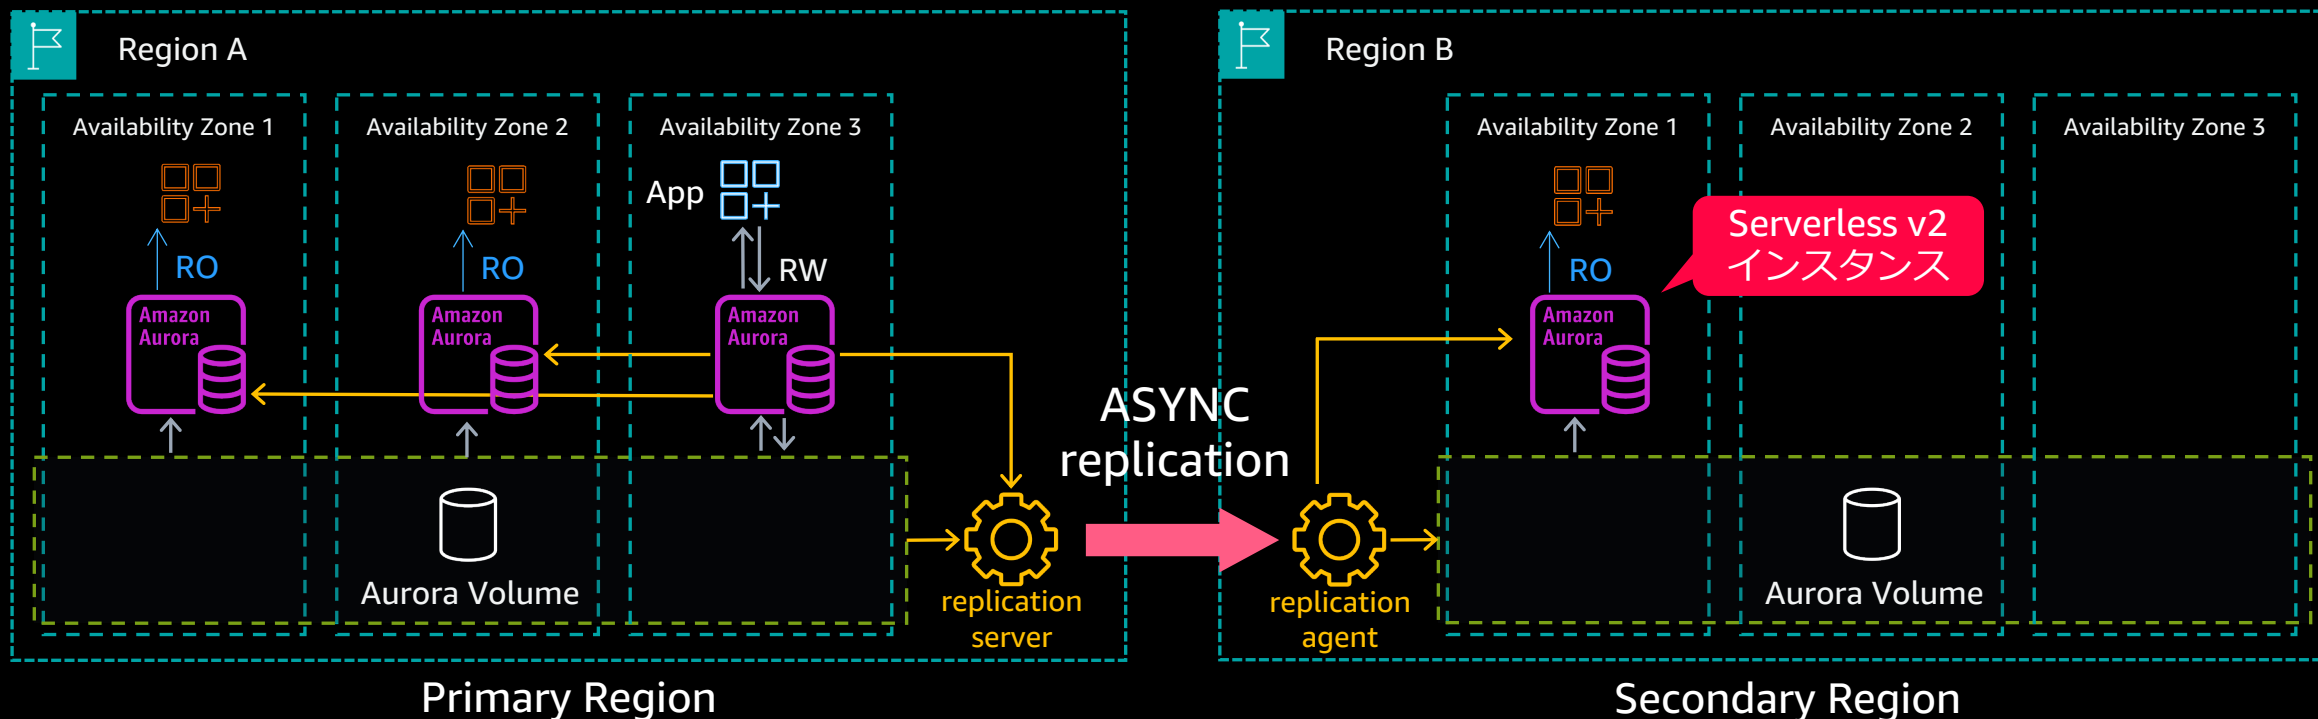 Region A
Availability Zone 1
Availability Zone 2
Availability Zone 3
App
RO
RO
RW
Amazon
Aurora
Amazon
Aurora
Amazon
Aurora
Aurora Volume
replication
server
Primary Region
ASYNC
replication
Region B
Availability Zone 1
Availability Zone 2
Availability Zone 3
Serverless v2
インスタンス
RO
Amazon
Aurora
Aurora Volume
replication
agent
Secondary Region